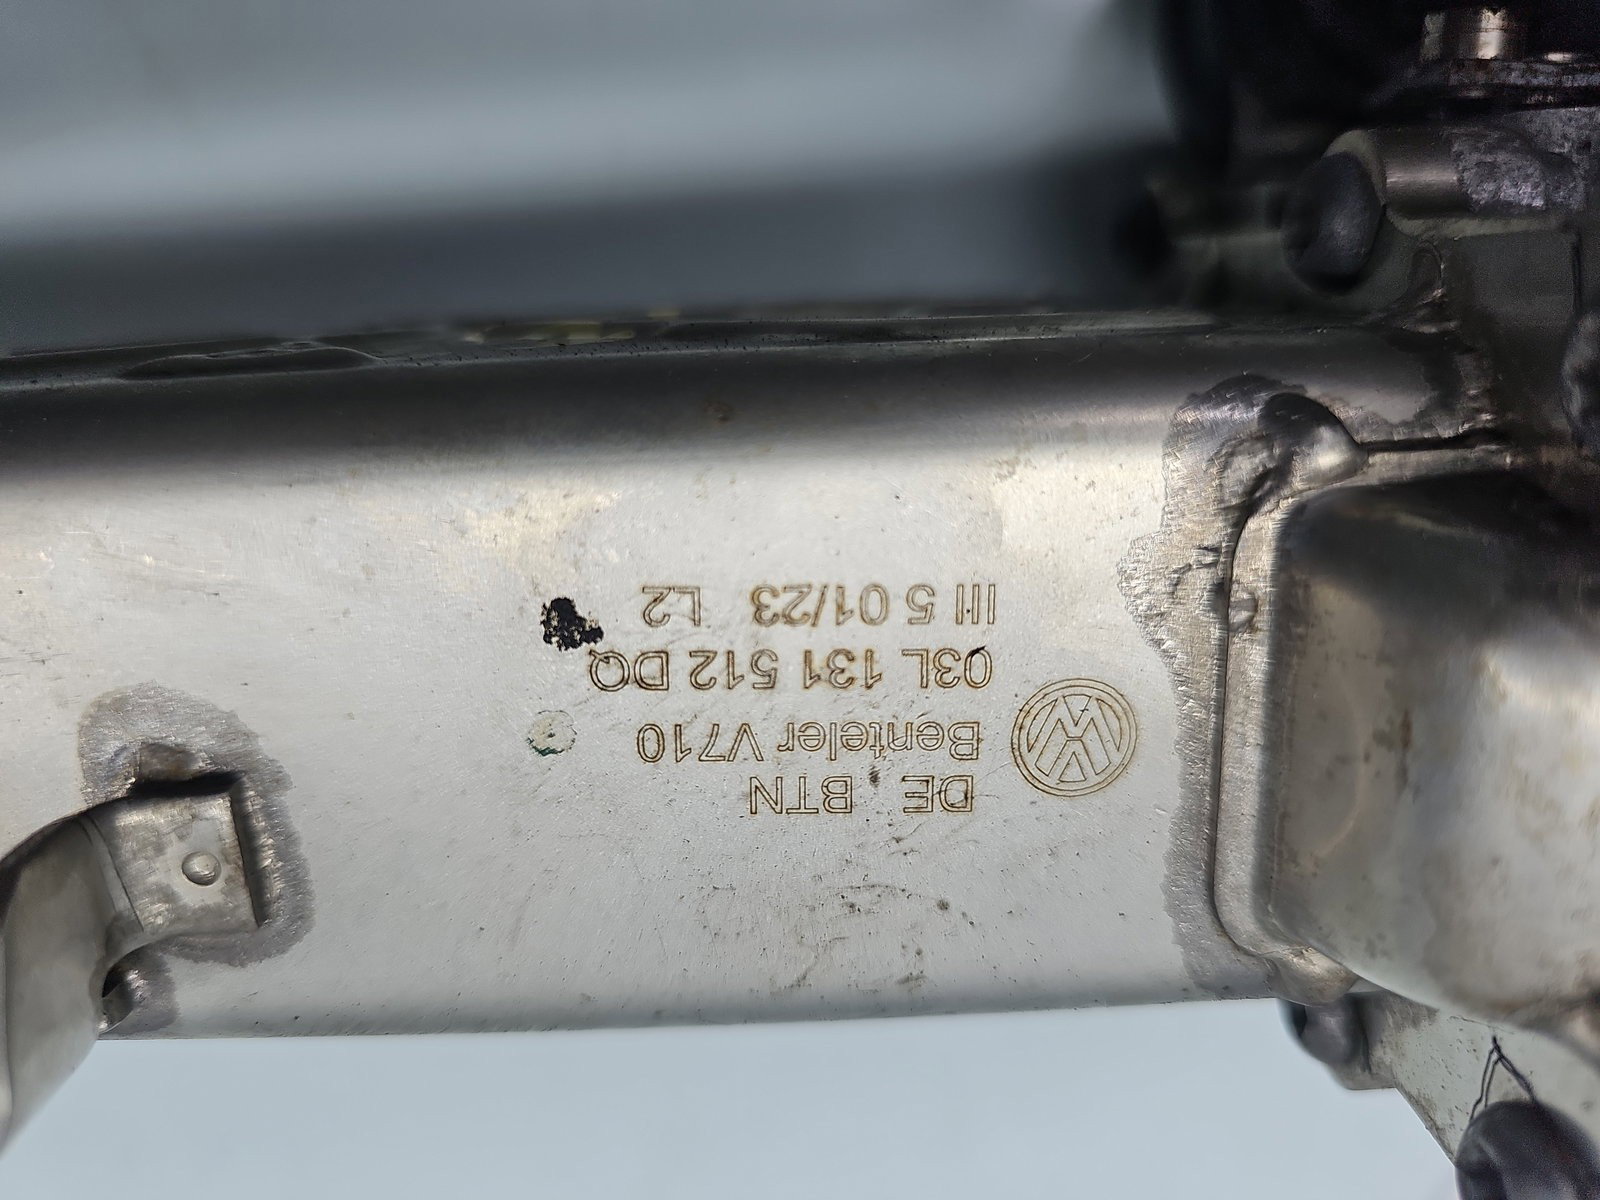 DE BTN
Benteler V710
03L 131 512 DQ
III 5 01/23 L2